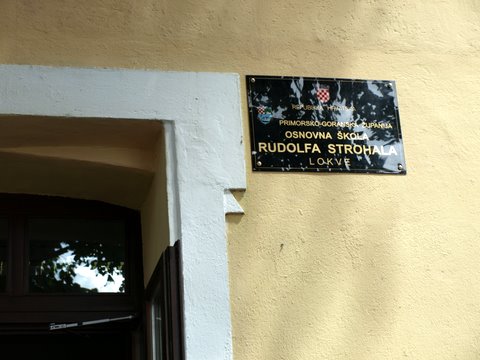 REPUBLIKA HRVATSKA
PRIMORSKO-GORANSKA ŽUPANIJA
OSNOVNA ŠKOLA
RUDOLFA STROHALA
LOKVE